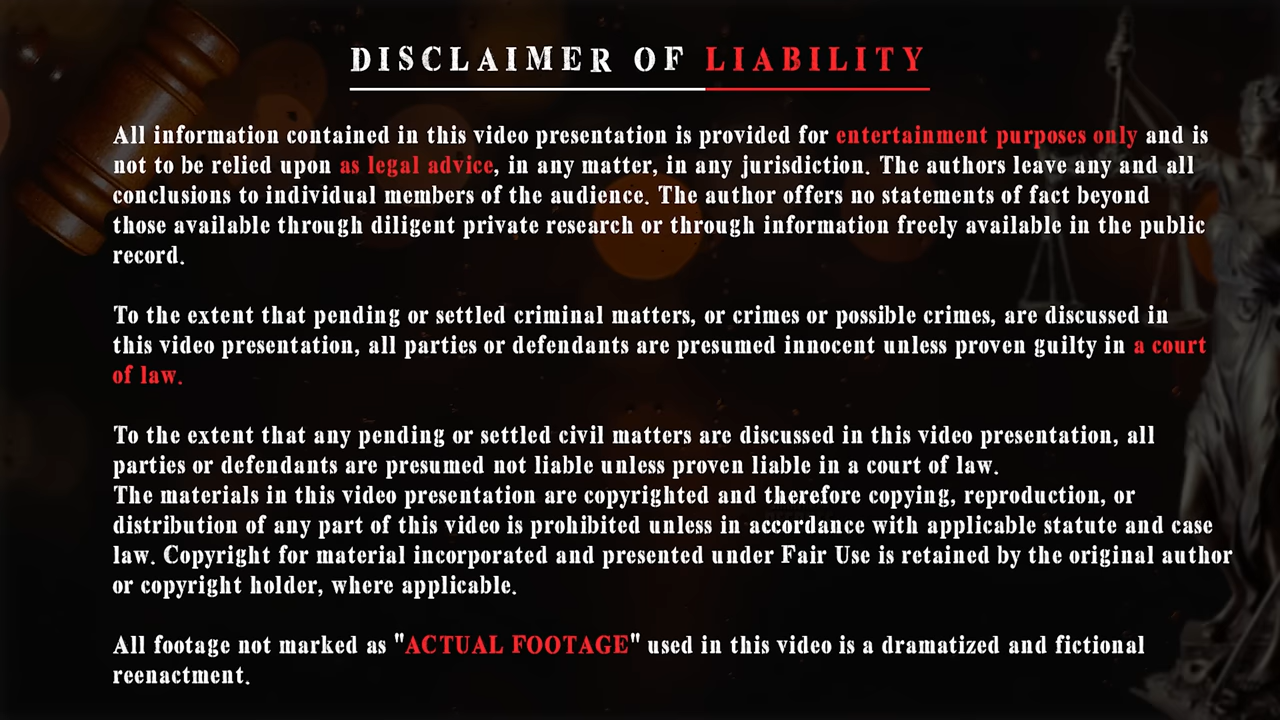 DISCLAIMER OF LIABILITY
All information contained in this video presentation is provided for entertainment purposes only and is
not to be relied upon as legal advice, in any matter, in any jurisdiction. The authors leave any and all
conclusions to individual members of the audience. The author offers no statements of fact beyond
those available through diligent private research or through information freely available in the public
record.
To the extent that pending or settled criminal matters, or crimes or possible crimes, are discussed in
this video presentation, all parties or defendants are presumed innocent unless proven guilty in a court
of law.
To the extent that any pending or settled civil matters are discussed in this video presentation, all
parties or defendants are presumed not liable unless proven liable in a court of law.
The materials in this video presentation are copyrighted and therefore copying, reproduction, or
distribution of any part of this video is prohibited unless in accordance with applicable statute and case
law. Copyright for material incorporated and presented under Fair Use is retained by the original author
or copyright holder, where applicable.
All footage not marked as "ACTUAL FOOTAGE" used in this video is a dramatized and fictional
reenactment.